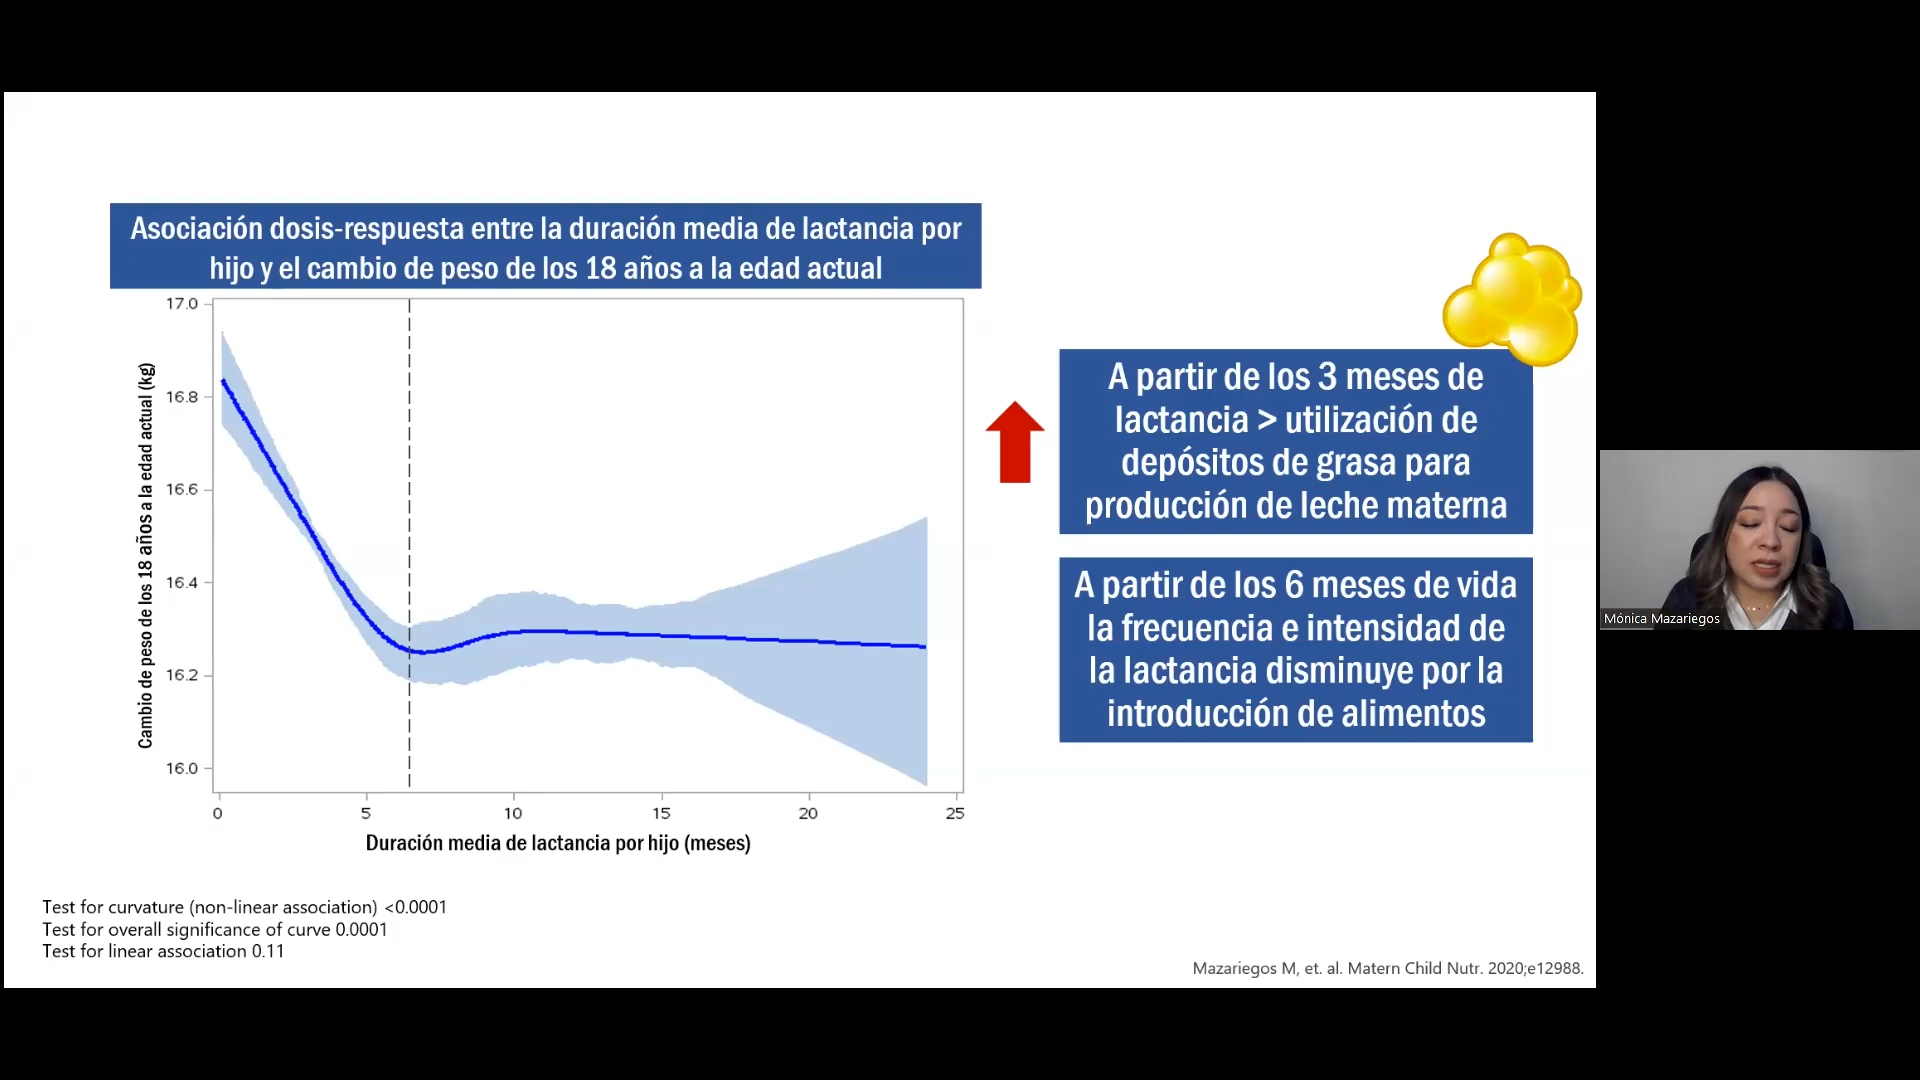 Asociación dosis-respuesta entre la duración media de lactancia por
hijo y el cambio de peso de los 18 años a la edad actual
17.0
16.8
16.6
16.4
16.2
16.0
Cambio de peso de los 18 años a la edad actual (kg)
0 5 10 15 20 25
Duración media de lactancia por hijo (meses)
A partir de los 3 meses de
lactancia > utilización de
depósitos de grasa para
producción de leche materna
A partir de los 6 meses de vida
la frecuencia e intensidad de
la lactancia disminuye por la
introducción de alimentos
Test for curvature (non-linear association) <0.0001
Test for overall significance of curve 0.0001
Test for linear association 0.11
Mazariegos M, et. al. Matern Child Nutr. 2020;e12988.
Mónica Mazariegos